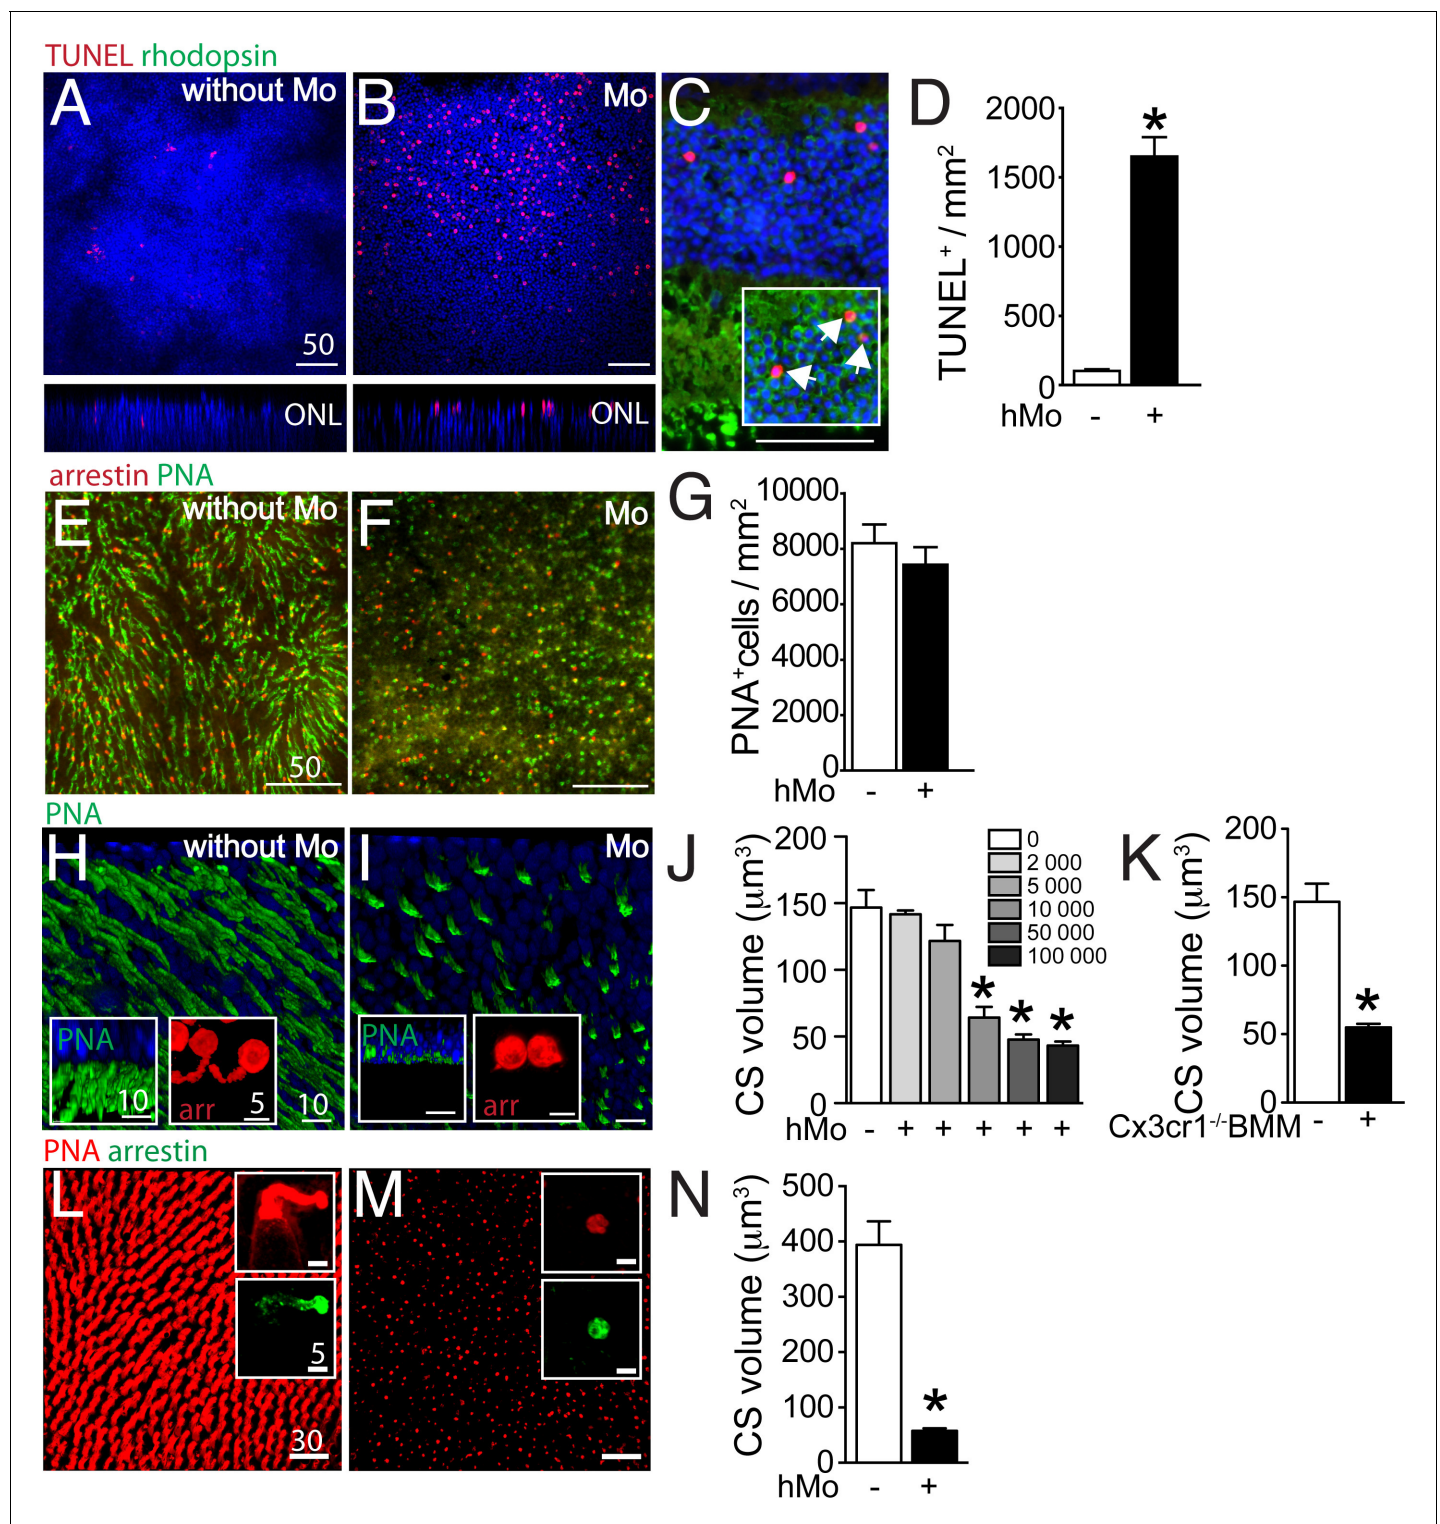 TUNEL rhodopsin
A without Mo
50
ONL
B Mo
ONL
C
D
TUNEL+ / mm2
2000
1500
1000
500
0
hMo - +
*
arrestin PNA
E without Mo
50
F Mo
G
PNA+cells / mm2
10000
8000
6000
4000
2000
0
hMo - +
PNA
H without Mo
PNA
10
arr
5
10
I Mo
PNA
arr
J
CS volume (µm3)
200
150
100
50
0
0
2 000
5 000
10 000
50 000
100 000
* * *
hMo - + + + + +
K
CS volume (µm3)
200
150
100
50
0
*
Cx3cr1-/-BMM - +
PNA arrestin
L
5
30
M
N
CS volume (µm3)
500
400
300
200
100
0
*
hMo - +